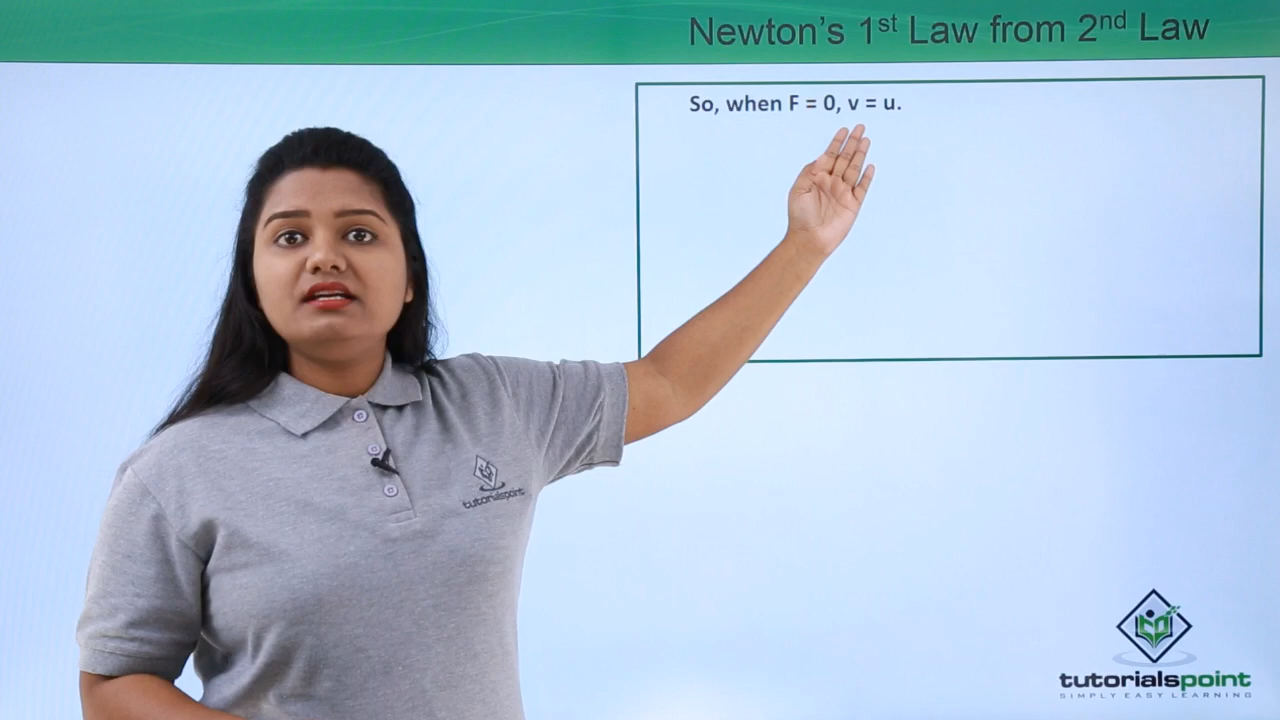 Newton's 1st Law from 2nd Law
So, when F = 0, v = u.
tutorialspoint
tutorialspoint
SIMPLY EASY LEARNING